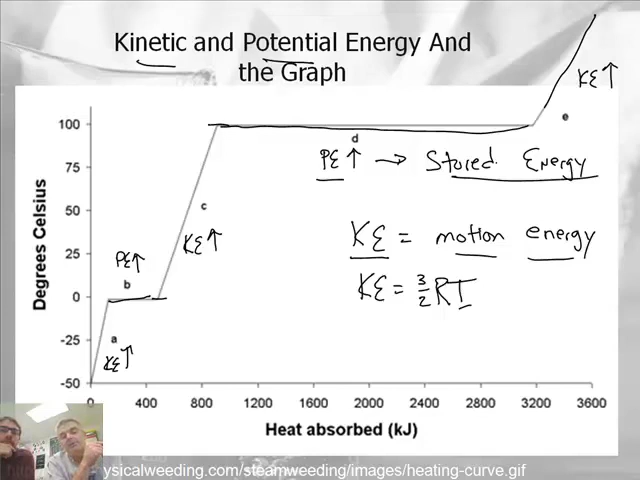 Kinetic and Potential Energy And
the Graph
KE↑
100
e
d
PE↑ → Stored Energy
75
Degrees Celsius
50
c
KE↑
KE = motion energy
25
PE↑
b
KE = 3/2 RT
0
a
-25
KE↑
-50
0 400 800 1200 1600 2000 2400 2800 3200 3600
Heat absorbed (kJ)
ysicalweeding.com/steamweeding/images/heating-curve.gif